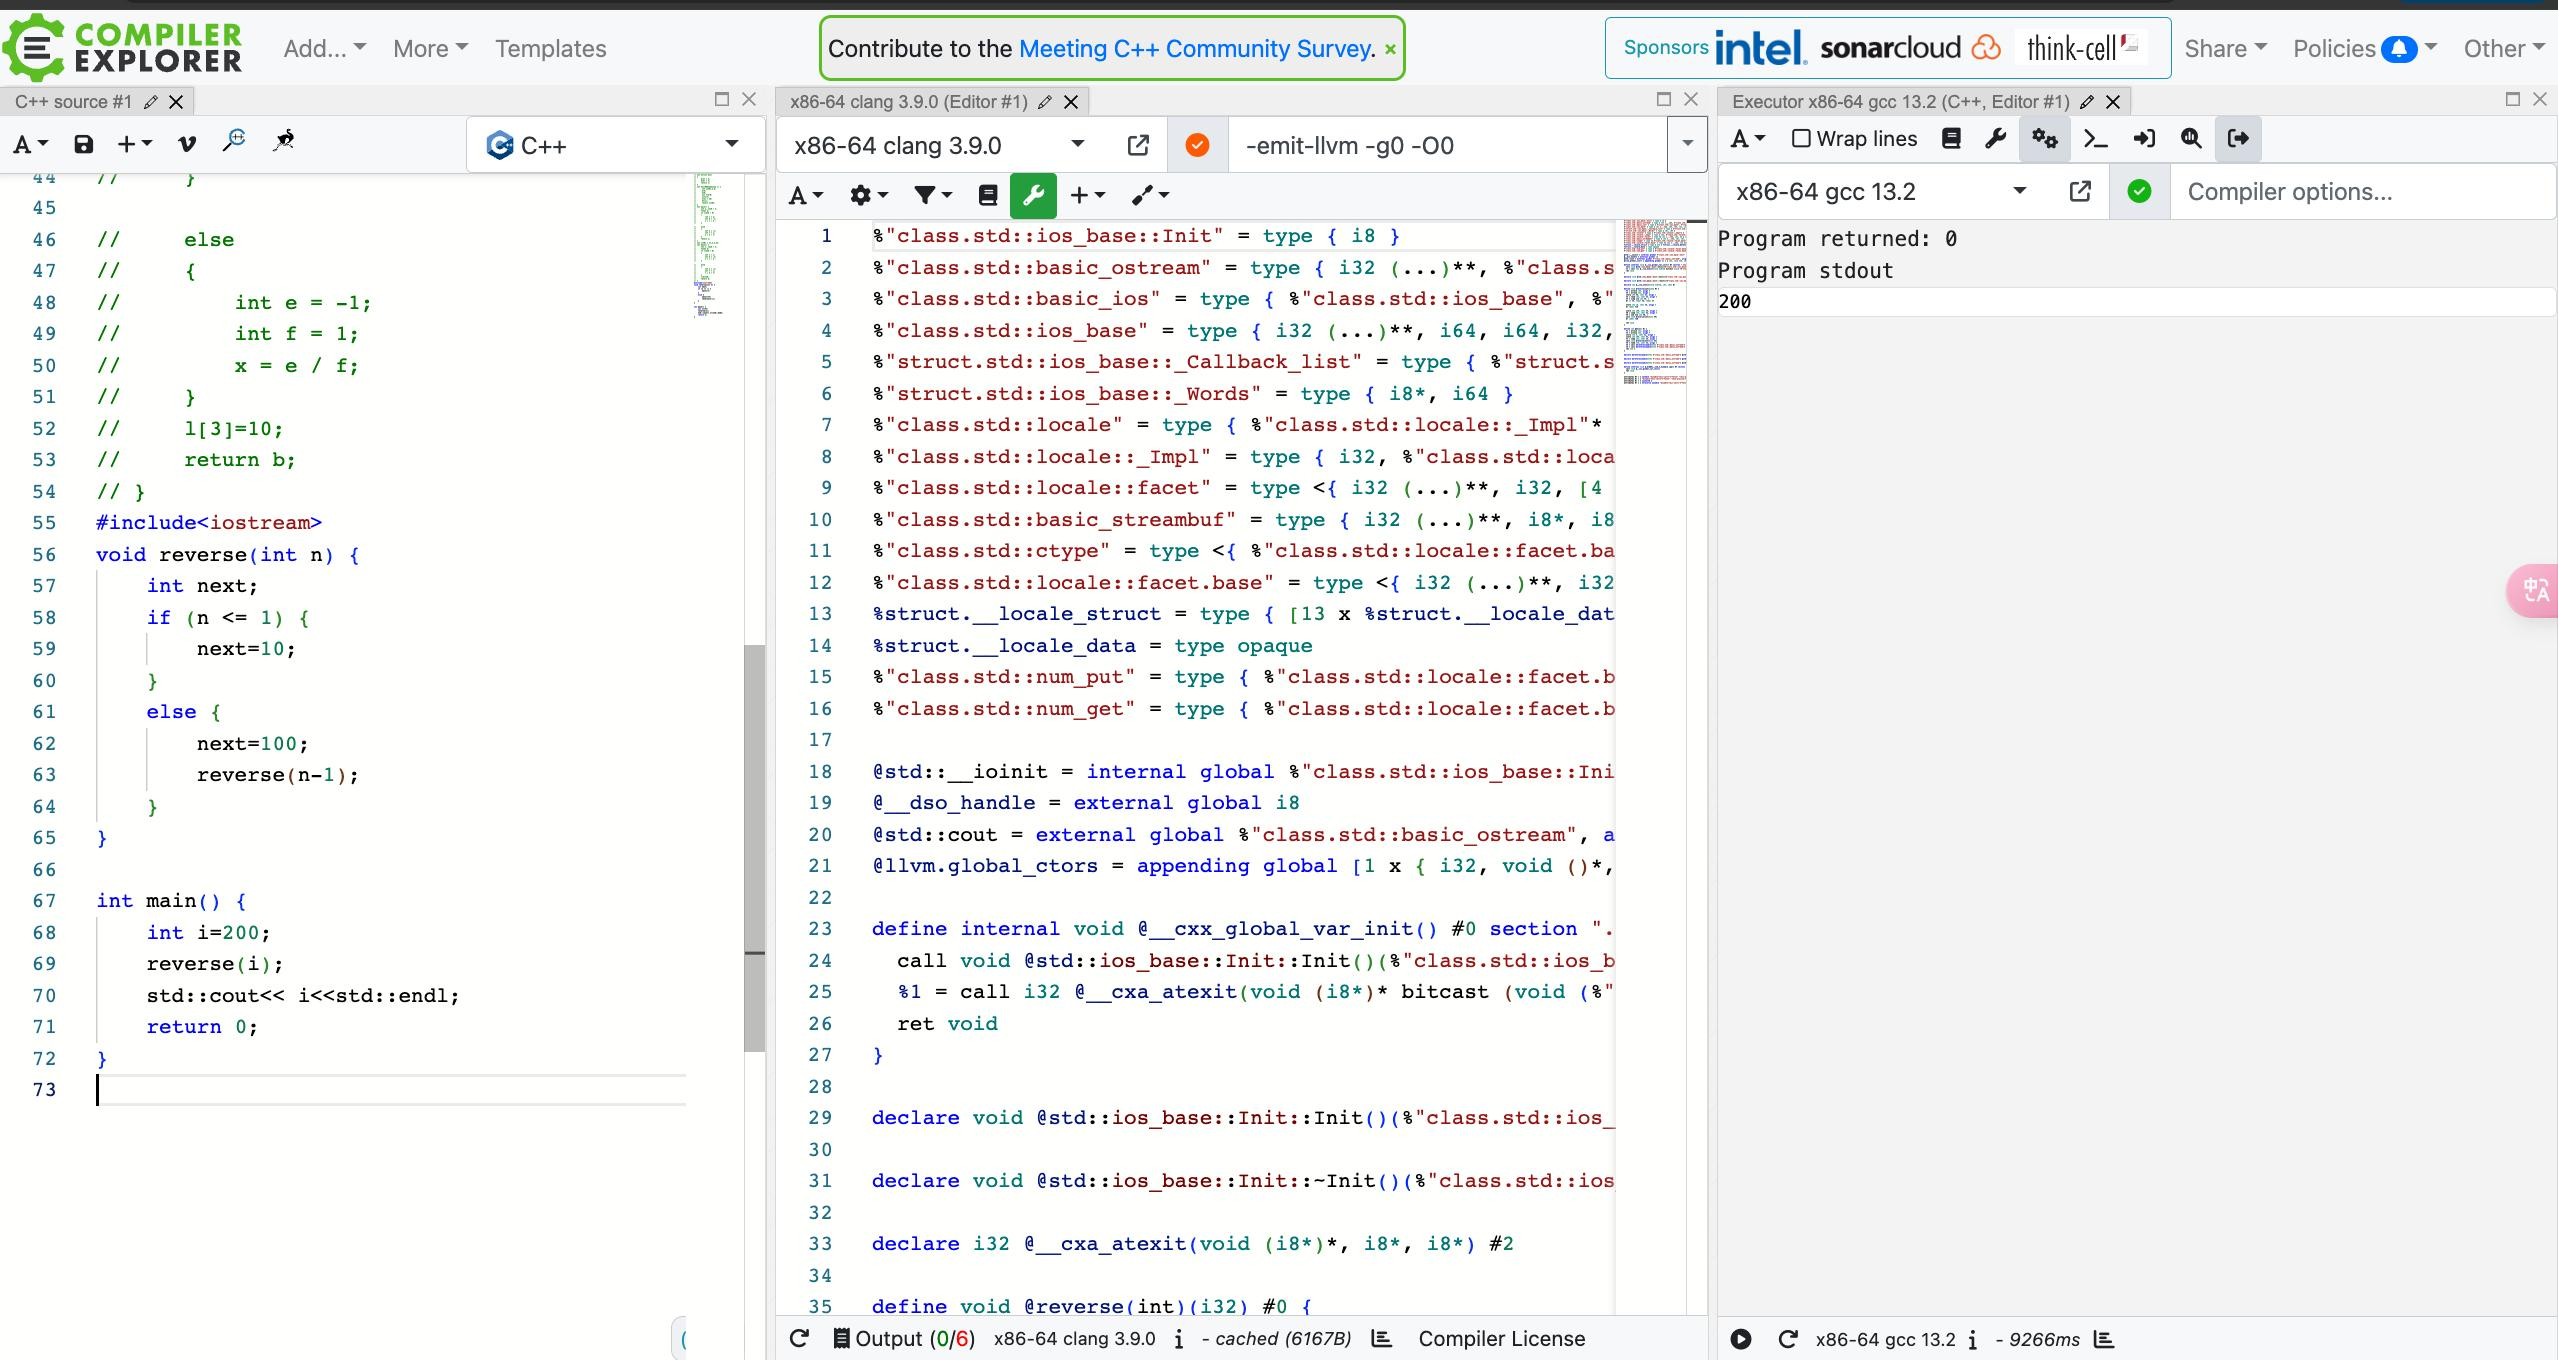 COMPILER EXPLORER
Add...
More
Templates
Contribute to the Meeting C++ Community Survey. ×
Sponsors intel. sonarcloud think-cell
Share
Policies
Other
C++ source #1
A
C++
44 // }
45
46 // else
47 // {
48 // int e = -1;
49 // int f = 1;
50 // x = e / f;
51 // }
52 // l[3]=10;
53 // return b;
54 // }
55 #include<iostream>
56 void reverse(int n) {
57 int next;
58 if (n <= 1) {
59 next=10;
60 }
61 else {
62 next=100;
63 reverse(n-1);
64 }
65 }
66
67 int main() {
68 int i=200;
69 reverse(i);
70 std::cout<< i<<std::endl;
71 return 0;
72 }
73
x86-64 clang 3.9.0 (Editor #1)
x86-64 clang 3.9.0
-emit-llvm -g0 -O0
A
1 %"class.std::ios_base::Init" = type { i8 }
2 %"class.std::basic_ostream" = type { i32 (...)**, %"class.s
3 %"class.std::basic_ios" = type { %"class.std::ios_base", %"
4 %"class.std::ios_base" = type { i32 (...)**, i64, i64, i32,
5 %"struct.std::ios_base::_Callback_list" = type { %"struct.s
6 %"struct.std::ios_base::_Words" = type { i8*, i64 }
7 %"class.std::locale" = type { %"class.std::locale::_Impl"*
8 %"class.std::locale::_Impl" = type { i32, %"class.std::loca
9 %"class.std::locale::facet" = type <{ i32 (...)**, i32, [4
10 %"class.std::basic_streambuf" = type { i32 (...)**, i8*, i8
11 %"class.std::ctype" = type <{ %"class.std::locale::facet.ba
12 %"class.std::locale::facet.base" = type <{ i32 (...)**, i32
13 %struct.__locale_struct = type { [13 x %struct.__locale_dat
14 %struct.__locale_data = type opaque
15 %"class.std::num_put" = type { %"class.std::locale::facet.b
16 %"class.std::num_get" = type { %"class.std::locale::facet.b
17
18 @std::__ioinit = internal global %"class.std::ios_base::Ini
19 @__dso_handle = external global i8
20 @std::cout = external global %"class.std::basic_ostream", a
21 @llvm.global_ctors = appending global [1 x { i32, void ()*,
22
23 define internal void @__cxx_global_var_init() #0 section ".
24 call void @std::ios_base::Init::Init()(%"class.std::ios_b
25 %1 = call i32 @__cxa_atexit(void (i8*)* bitcast (void (%"
26 ret void
27 }
28
29 declare void @std::ios_base::Init::Init()(%"class.std::ios_
30
31 declare void @std::ios_base::Init::~Init()(%"class.std::ios
32
33 declare i32 @__cxa_atexit(void (i8*)*, i8*, i8*) #2
34
35 define void @reverse(int)(i32) #0 {
Output (0/6) x86-64 clang 3.9.0 i - cached (6167B) Compiler License
Executor x86-64 gcc 13.2 (C++, Editor #1)
A
Wrap lines
x86-64 gcc 13.2
Compiler options...
Program returned: 0
Program stdout
200
中A
x86-64 gcc 13.2 i - 9266ms